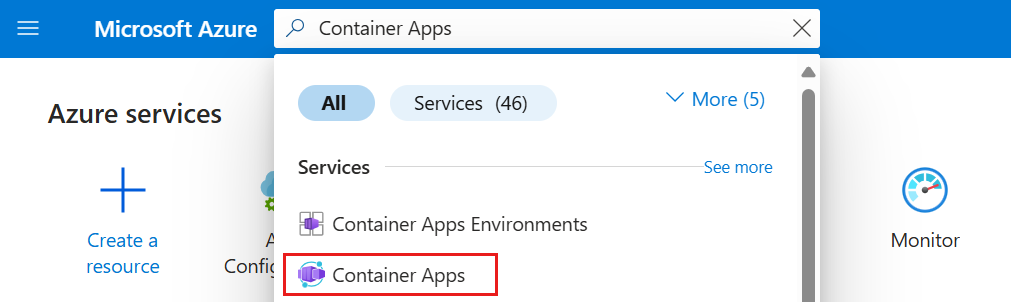 Microsoft Azure
Container Apps
All
Services (46)
More (5)
Azure services
Services
See more
Container Apps Environments
Create a
resource
Config
Container Apps
Monitor